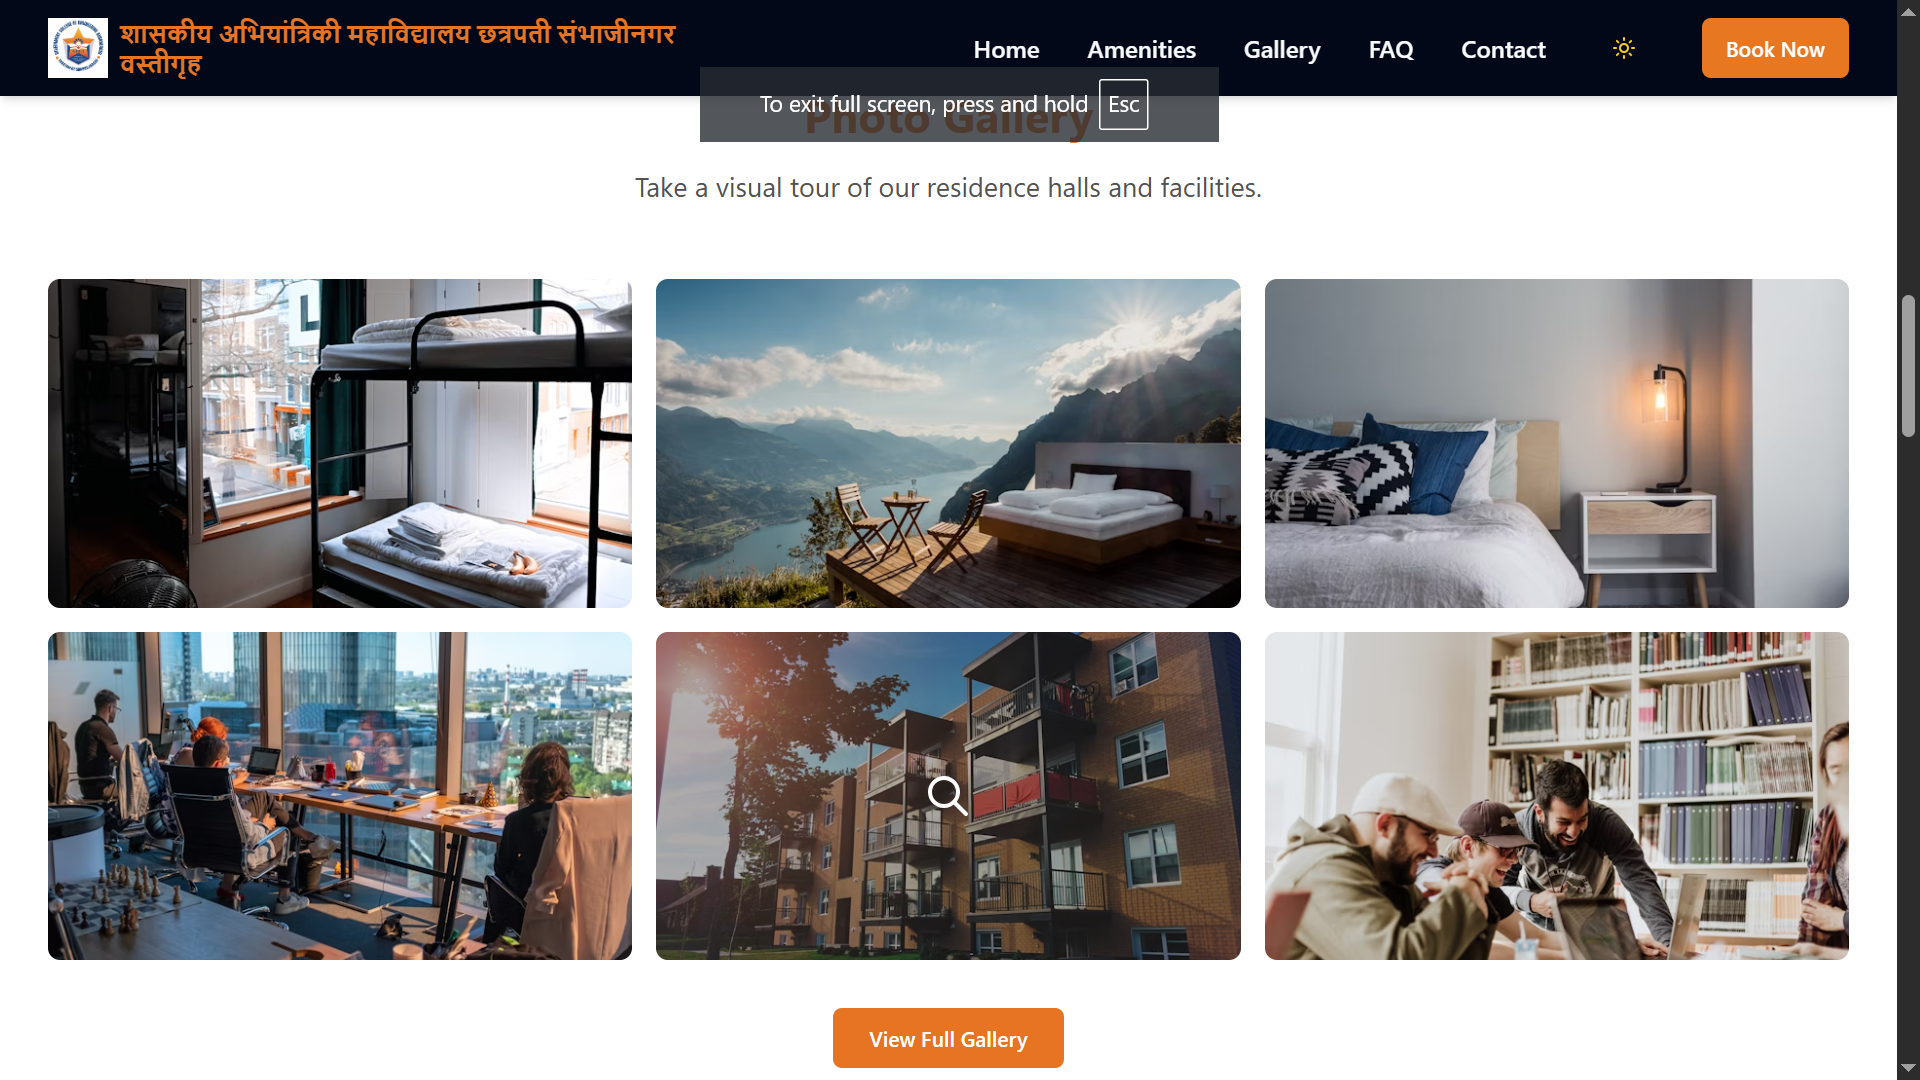 शासकीय अभियांत्रिकी महाविद्यालय छत्रपती संभाजीनगर
वस्तीगृह
Home
Amenities
Gallery
FAQ
Contact
Book Now
To exit full screen, press and hold Esc
Photo Gallery
Take a visual tour of our residence halls and facilities.
View Full Gallery